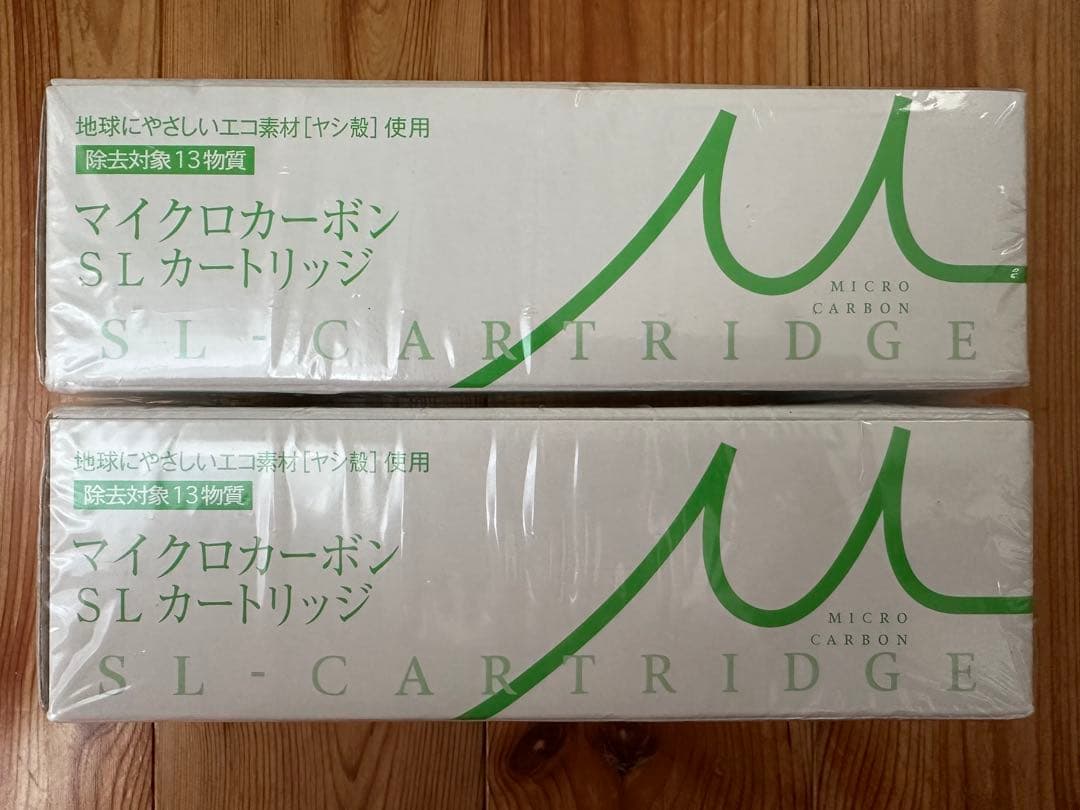 地球にやさしいエコ素材[ヤシ殻]使用
除去対象13物質
マイクロカーボン
SLカートリッジ
MICRO
CARBON
SL-CARTRIDGE
地球にやさしいエコ素材[ヤシ殻]使用
除去対象13物質
マイクロカーボン
SLカートリッジ
MICRO
CARBON
SL-CARTRIDGE